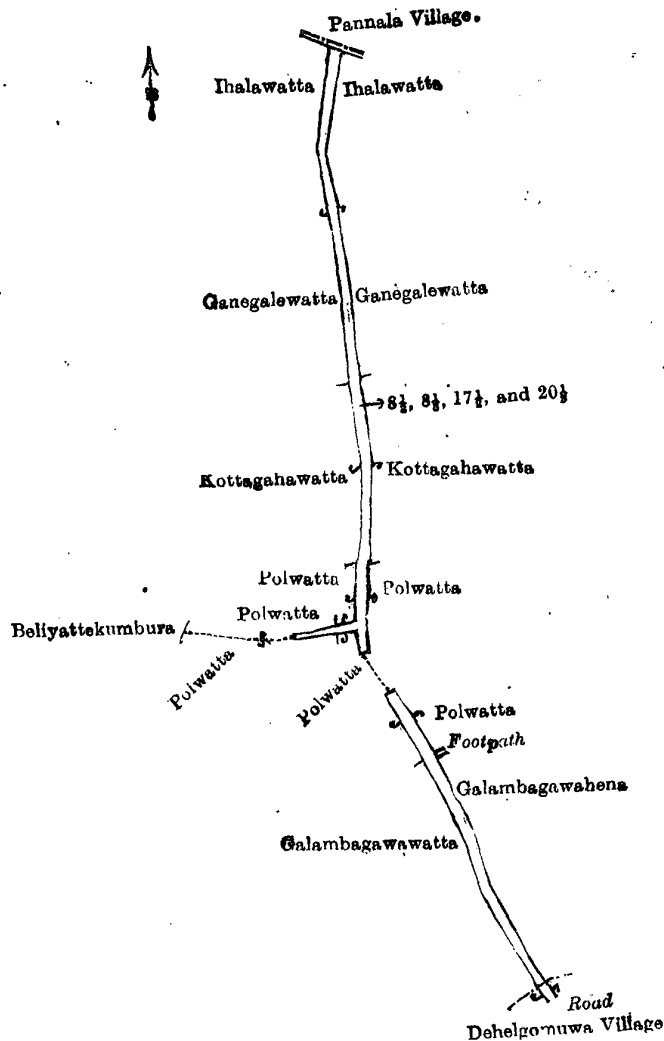 Pannala Village.
Ihalawatta Ihalawatta
Ganegalewatta Ganegalewatta
8½, 8½, 17½, and 20½
Kottagahawatta Kottagahawatta
Polwatta Polwatta
Polwatta
Beliyattekumbura
Polwatta
Polwatta
Polwatta
Footpath
Galambagawahena
Galambagawawatta
Road
Dehelgomuwa Village